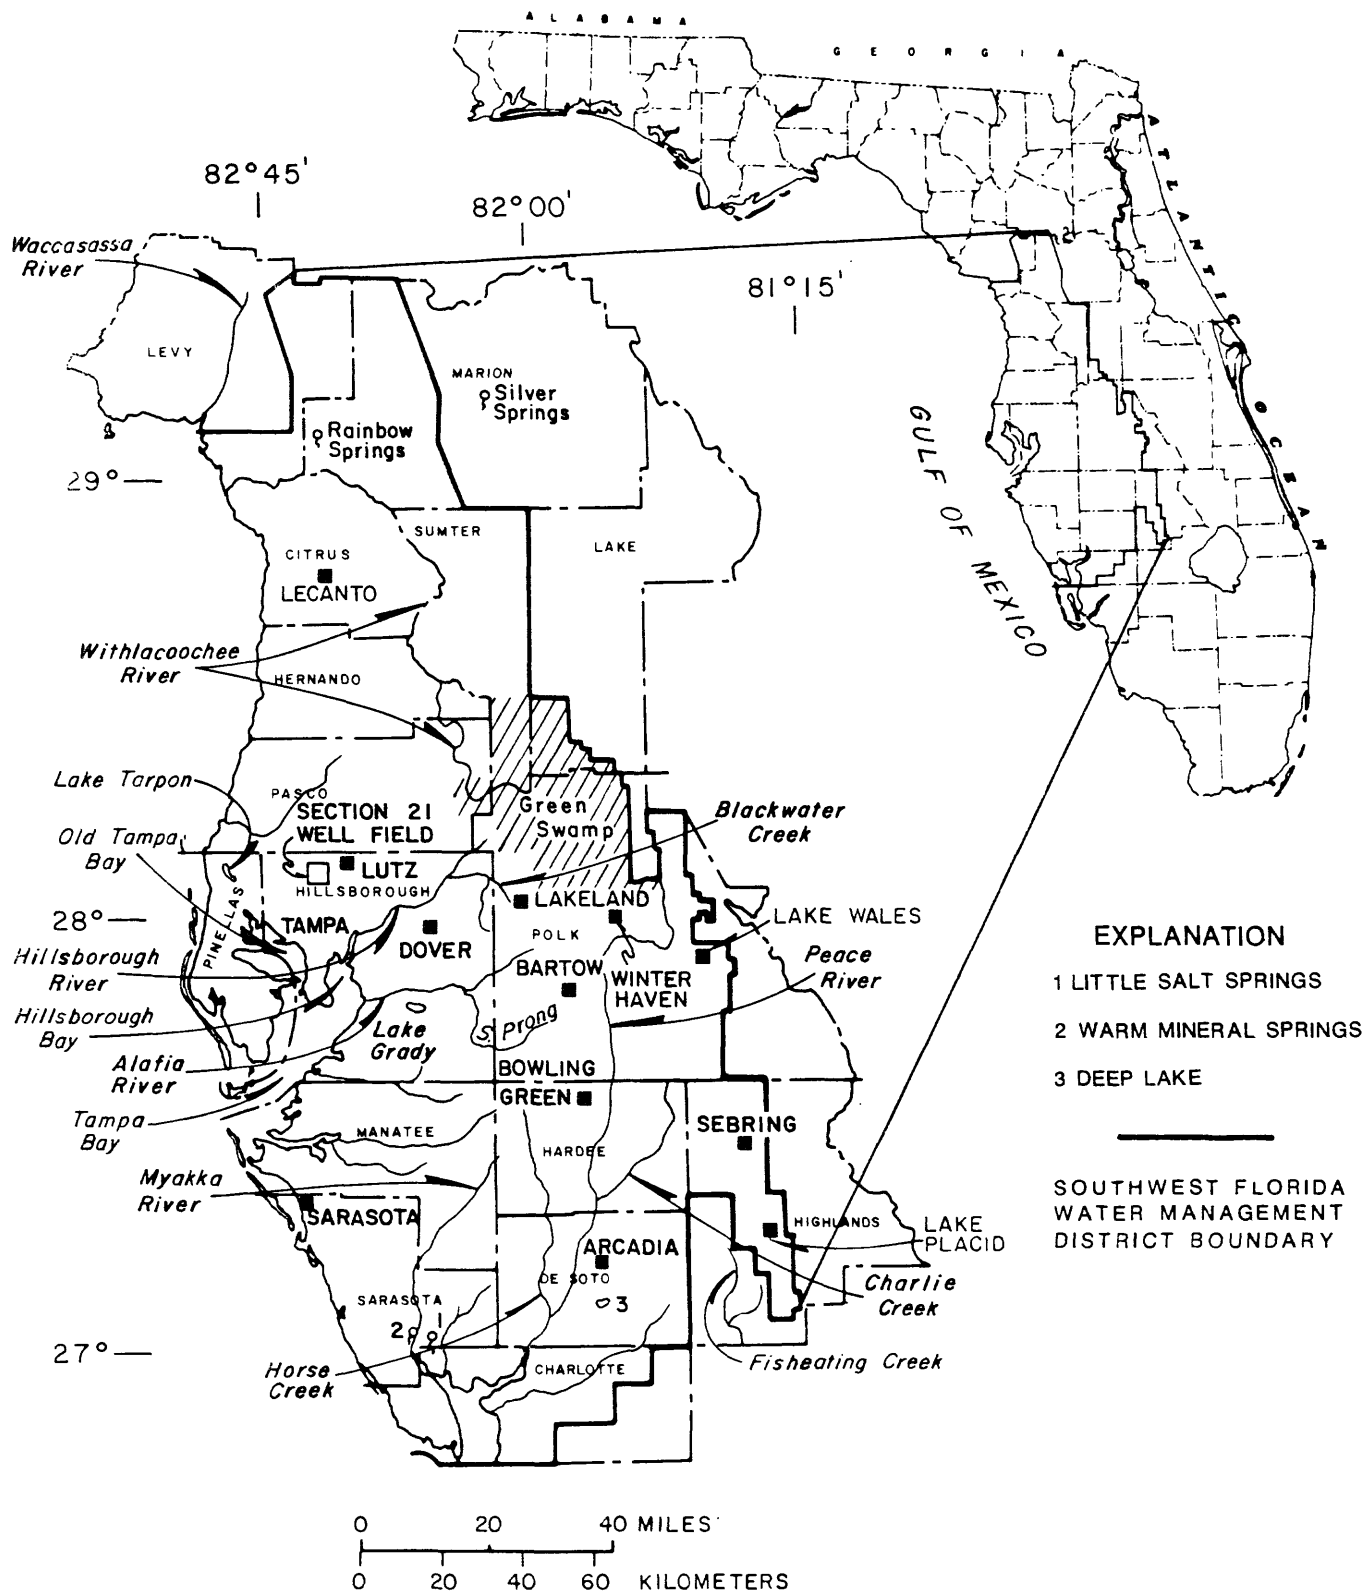 ALABAMA
GEORGIA
ATLANTIC OCEAN
GULF OF MEXICO
82°45'
82°00'
81°15'
Waccasassa
River
LEVY
MARION
Silver
Springs
Rainbow
Springs
29°
SUMTER
LAKE
CITRUS
LECANTO
Withlacoochee
River
HERNANDO
Lake Tarpon
PASCO
SECTION 21
WELL FIELD
Green
Swamp
Blackwater
Creek
Old Tampa
Bay
LUTZ
HILLSBOROUGH
PINELLAS
LAKELAND
28°
TAMPA
DOVER
POLK
LAKE WALES
Hillsborough
River
BARTOW
WINTER
HAVEN
Peace
River
Hillsborough
Bay
Lake
Grady
S. Prong
Alafia
River
BOWLING
GREEN
Tampa
Bay
MANATEE
HARDEE
SEBRING
Myakka
River
SARASOTA
ARCADIA
HIGHLANDS
LAKE
PLACID
DE SOTO
3
Charlie
Creek
SARASOTA
2
1
27°
Horse
Creek
CHARLOTTE
Fisheating Creek
EXPLANATION
1 LITTLE SALT SPRINGS
2 WARM MINERAL SPRINGS
3 DEEP LAKE
SOUTHWEST FLORIDA
WATER MANAGEMENT
DISTRICT BOUNDARY
0 20 40 MILES
0 20 40 60 KILOMETERS